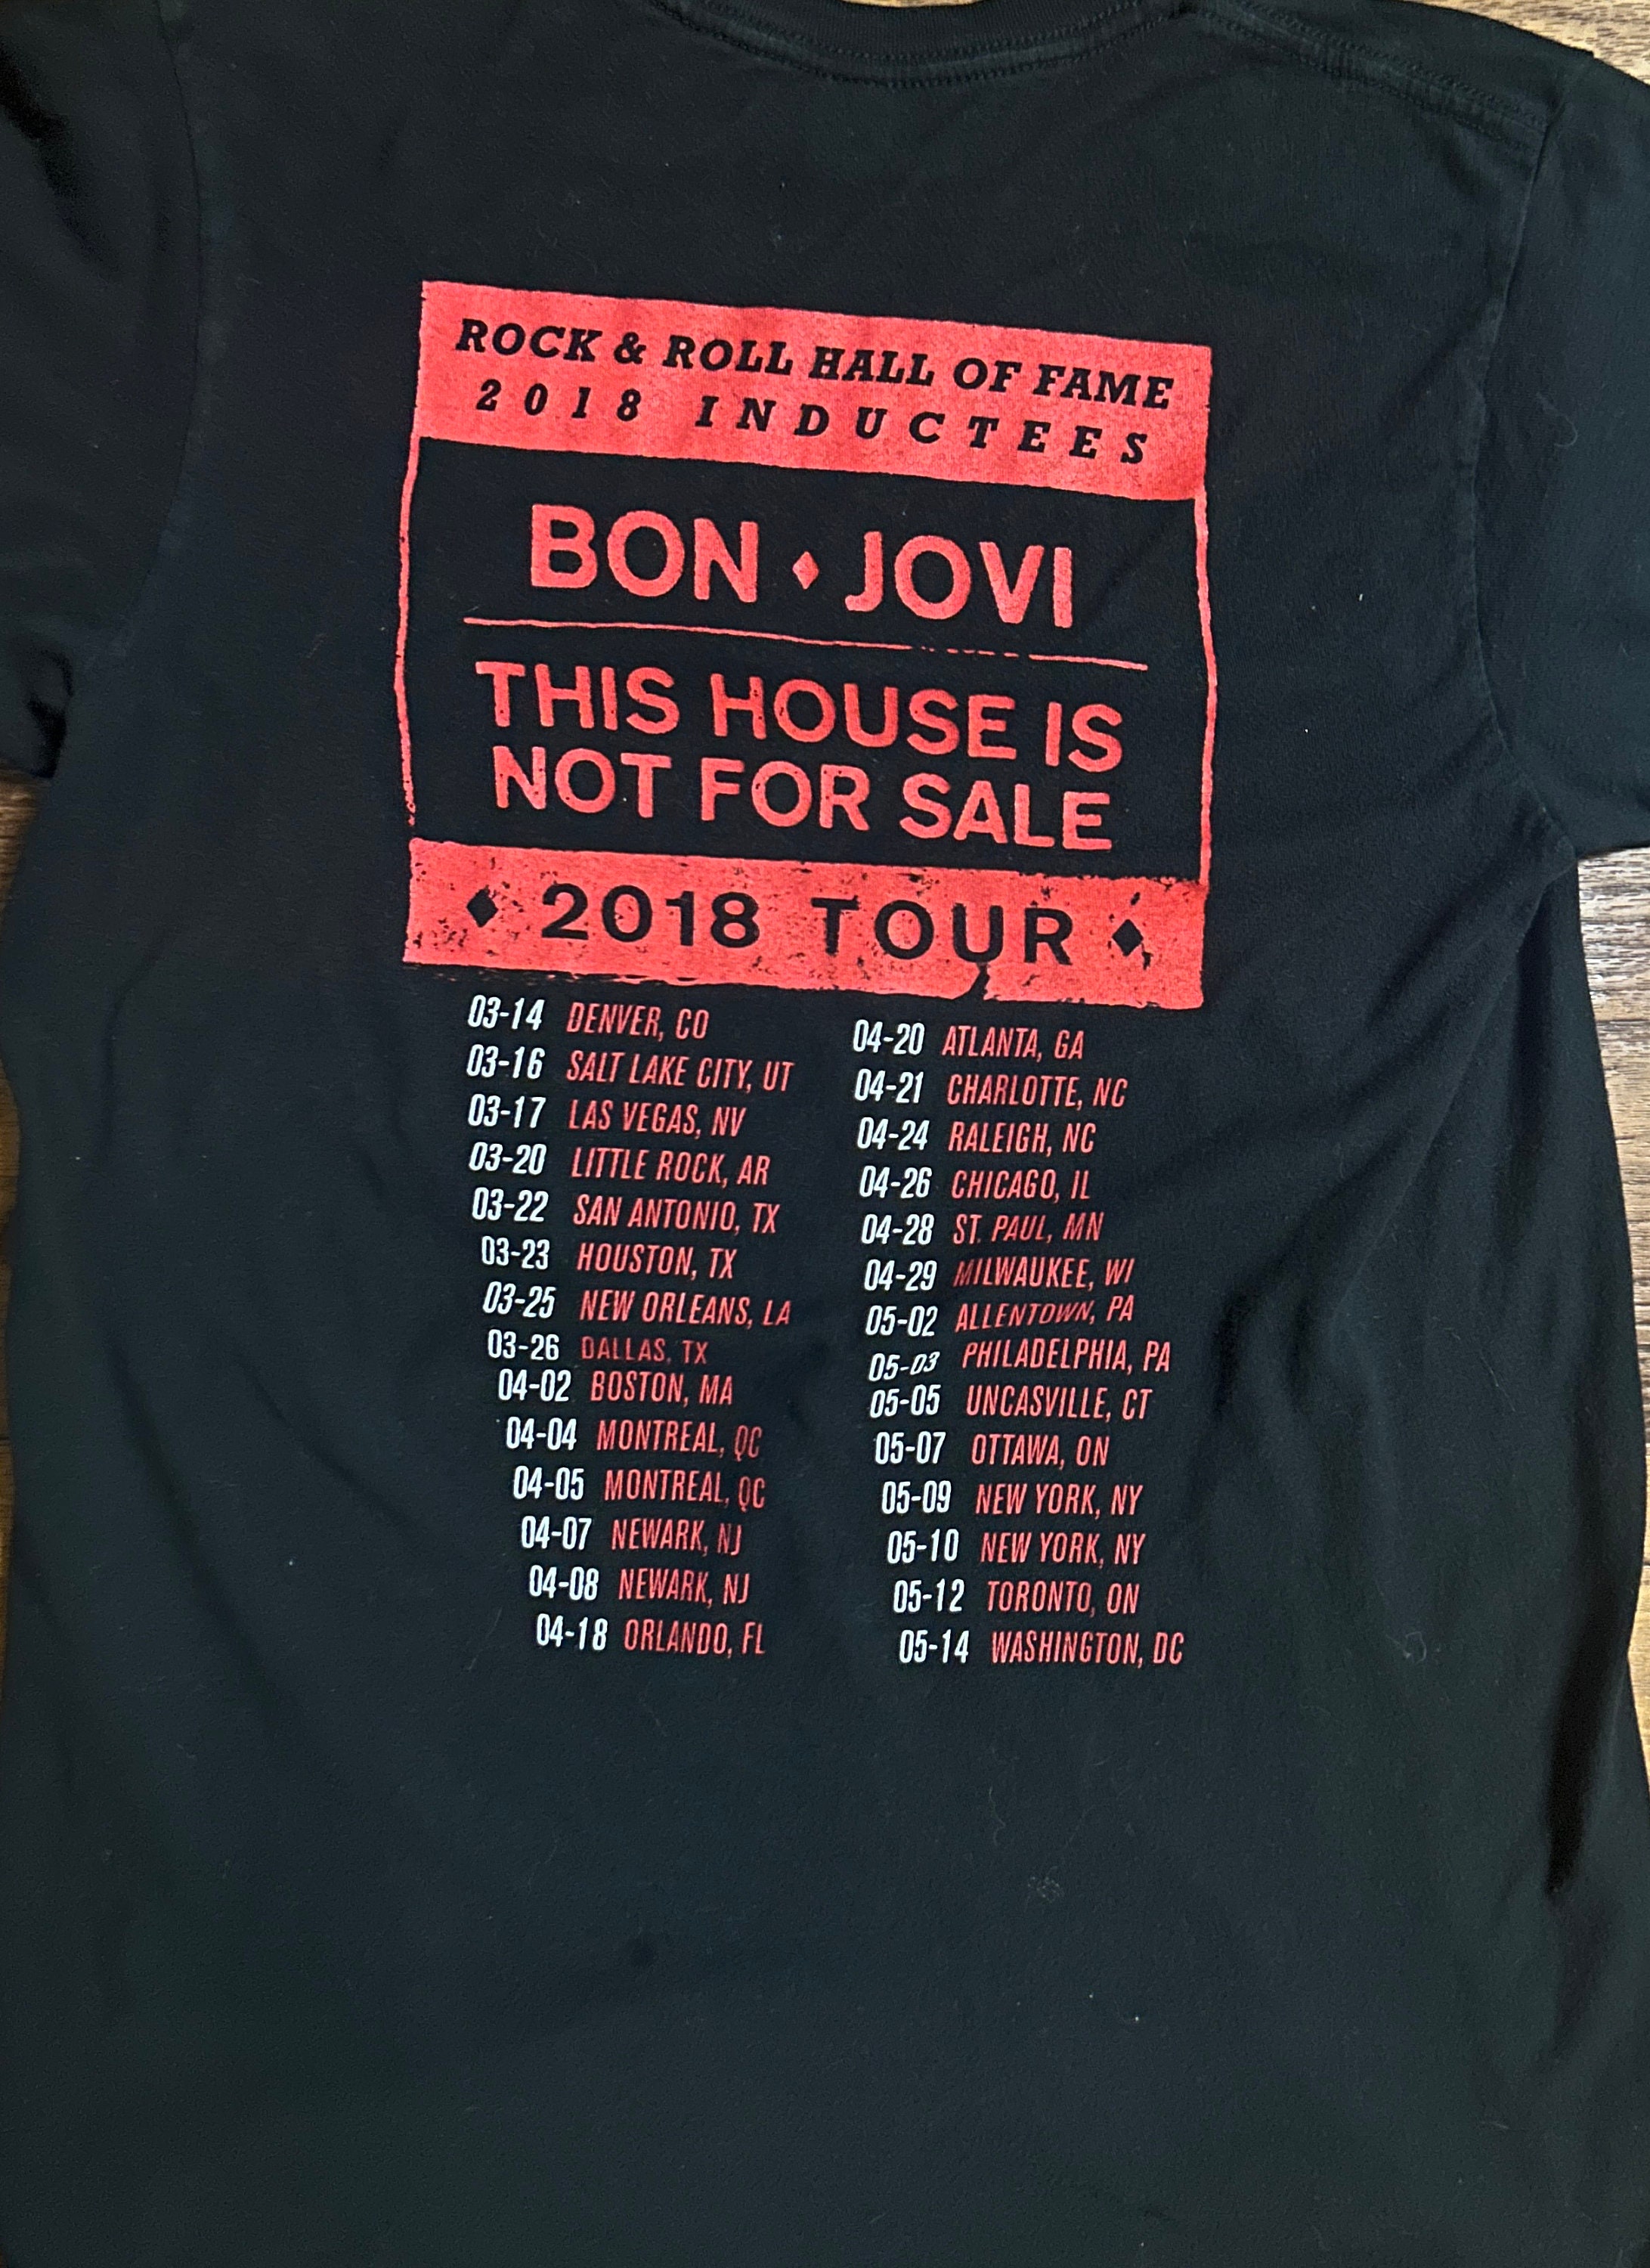 ROCK & ROLL HALL OF FAME
2018 INDUCTEES
BON ♦ JOVI
THIS HOUSE IS
NOT FOR SALE
♦ 2018 TOUR ♦
03-14 DENVER, CO
03-16 SALT LAKE CITY, UT
03-17 LAS VEGAS, NV
03-20 LITTLE ROCK, AR
03-22 SAN ANTONIO, TX
03-23 HOUSTON, TX
03-25 NEW ORLEANS, LA
03-26 DALLAS, TX
04-02 BOSTON, MA
04-04 MONTREAL, QC
04-05 MONTREAL, QC
04-07 NEWARK, NJ
04-08 NEWARK, NJ
04-18 ORLANDO, FL
04-20 ATLANTA, GA
04-21 CHARLOTTE, NC
04-24 RALEIGH, NC
04-26 CHICAGO, IL
04-28 ST. PAUL, MN
04-29 MILWAUKEE, WI
05-02 ALLENTOWN, PA
05-03 PHILADELPHIA, PA
05-05 UNCASVILLE, CT
05-07 OTTAWA, ON
05-09 NEW YORK, NY
05-10 NEW YORK, NY
05-12 TORONTO, ON
05-14 WASHINGTON, DC